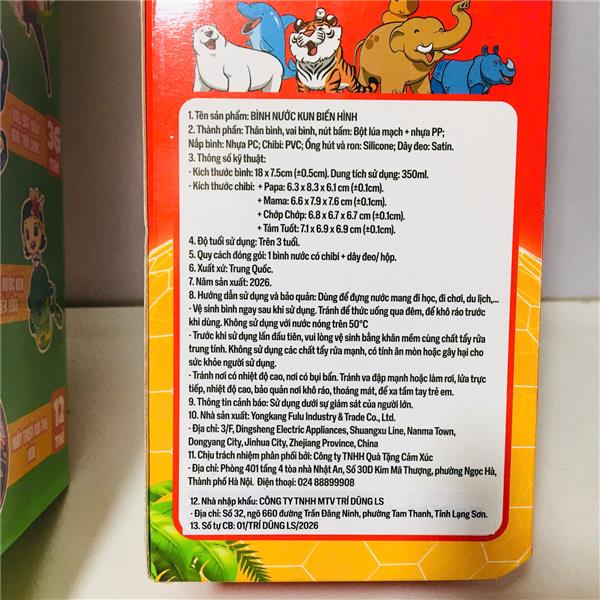 1. Tên sản phẩm: BÌNH NƯỚC KUN BIẾN HÌNH
2. Thành phần: Thân bình, vai bình, nút bấm: Bột lúa mạch + nhựa PP;
Nắp bình: Nhựa PC; Chibi: PVC; Ống hút và ron: Silicone; Dây đeo: Satin.
3. Thông số kỹ thuật:
- Kích thước bình: 18 x 7.5cm (±0.5cm). Dung tích sử dụng: 350ml.
- Kích thước chibi: + Papa: 6.3 x 8.3 x 6.1 cm (±0.1cm).
+ Mama: 6.6 x 7.9 x 7.6 cm (±0.1cm).
+ Chớp Chớp: 6.8 x 6.7 x 6.7 cm (±0.1cm).
+ Tám Tuốt: 7.1 x 6.9 x 6.9 cm (±0.1cm).
4. Độ tuổi sử dụng: Trên 3 tuổi.
5. Quy cách đóng gói: 1 bình nước có chibi + dây đeo/ hộp.
6. Xuất xứ: Trung Quốc.
7. Năm sản xuất: 2026.
8. Hướng dẫn sử dụng và bảo quản: Dùng để đựng nước mang đi học, đi chơi, du lịch,...
- Vệ sinh bình ngay sau khi sử dụng. Tránh để thức uống qua đêm, để khô ráo trước
khi dùng. Không sử dụng với nước nóng trên 50°C
- Trước khi sử dụng lần đầu tiên, vui lòng vệ sinh bằng khăn mềm cùng chất tẩy rửa
trung tính. Không sử dụng các chất tẩy rửa mạnh, có tính ăn mòn hoặc gây hại cho
sức khỏe người sử dụng.
- Tránh nơi có nhiệt độ cao, nơi có bụi bẩn. Tránh va đập mạnh hoặc làm rơi, lửa trực
tiếp, nhiệt độ cao, bảo quản nơi khô ráo, thoáng mát, để xa tầm tay trẻ em.
9. Thông tin cảnh báo: Sử dụng dưới sự giám sát của người lớn.
10. Nhà sản xuất: Yongkang Fulu Industry & Trade Co., Ltd.
- Địa chỉ: 3/F, Dingsheng Electric Appliances, Shuangxu Line, Nanma Town,
Dongyang City, Jinhua City, Zhejiang Province, China
11. Chịu trách nhiệm phân phối bởi: Công ty TNHH Quà Tặng Cảm Xúc
- Địa chỉ: Phòng 401 tầng 4 tòa nhà Nhật An, Số 30D Kim Mã Thượng, phường Ngọc Hà,
Thành phố Hà Nội. Điện thoại: 024 88899908
12. Nhà nhập khẩu: CÔNG TY TNHH MTV TRÍ DŨNG LS
- Địa chỉ: Số 32, ngõ 660 đường Trần Đăng Ninh, phường Tam Thanh, Tỉnh Lạng Sơn.
13. Số tự CB: 01/TRÍ DŨNG LS/2026
36
12